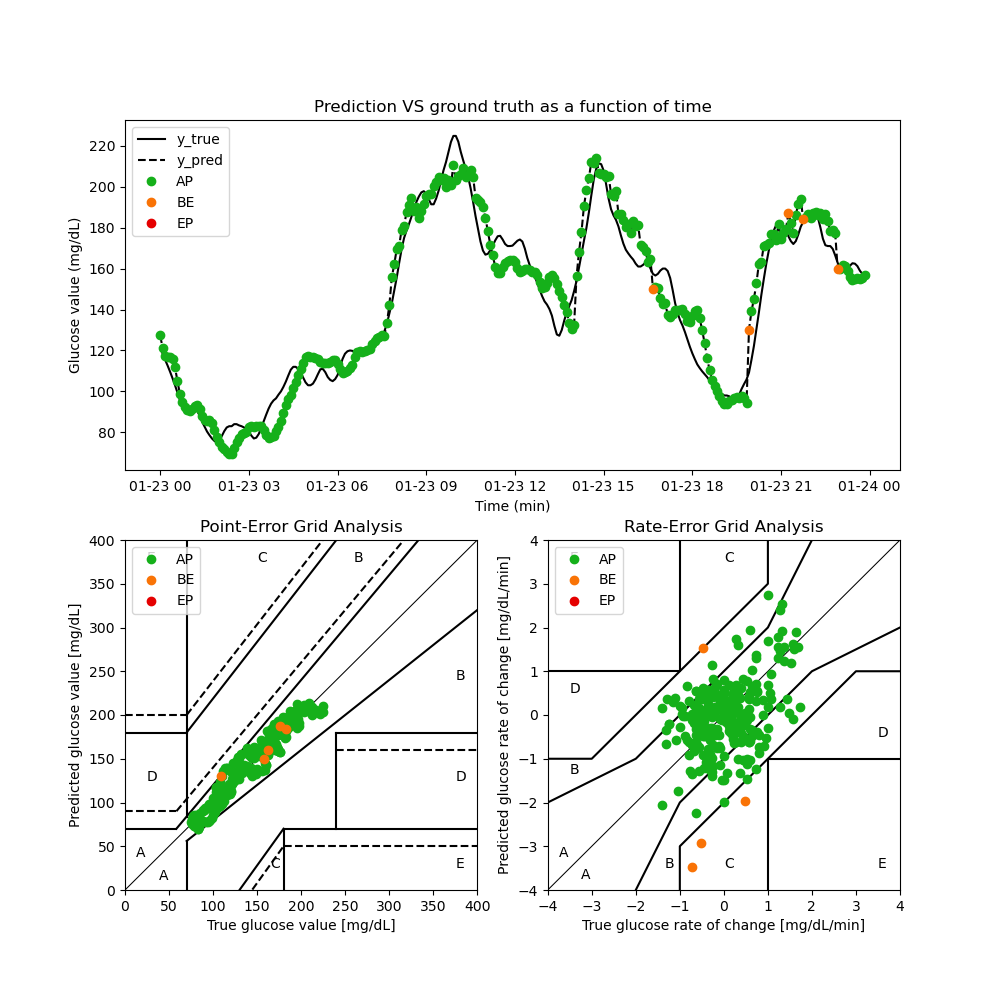 Prediction VS ground truth as a function of time
Glucose value (mg/dL)
220
200
180
160
140
120
100
80
y_true
y_pred
AP
BE
EP
01-23 00 01-23 03 01-23 06 01-23 09 01-23 12 01-23 15 01-23 18 01-23 21 01-24 00
Time (min)
Point-Error Grid Analysis
Predicted glucose value [mg/dL]
400
350
300
250
200
150
100
50
0
AP
BE
EP
C
B
B
D
D
A
A
C
E
0 50 100 150 200 250 300 350 400
True glucose value [mg/dL]
Rate-Error Grid Analysis
Predicted glucose rate of change [mg/dL/min]
4
3
2
1
0
−1
−2
−3
−4
AP
BE
EP
C
D
D
B
A
A
B
C
E
−4 −3 −2 −1 0 1 2 3 4
True glucose rate of change [mg/dL/min]